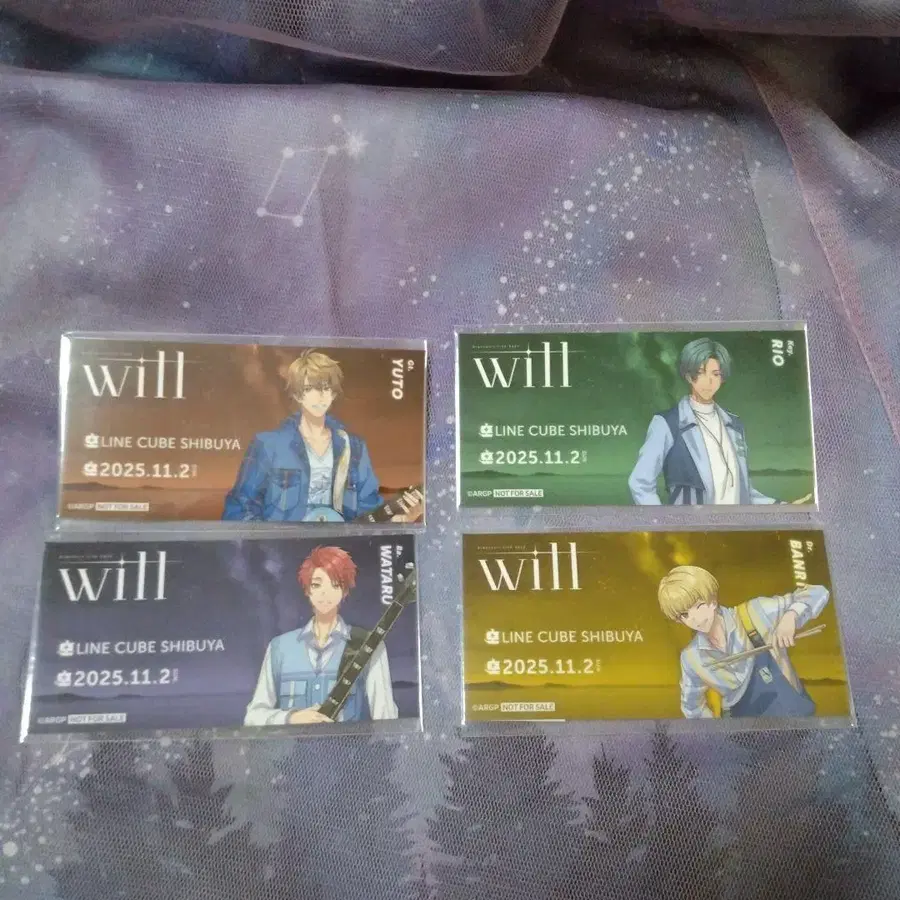 will
Gt.
YUTO
LINE CUBE SHIBUYA
2025.11.2
©ARGP NOT FOR SALE
will
Key.
RIO
LINE CUBE SHIBUYA
2025.11.2
©ARGP NOT FOR SALE
will
Ba.
WATARU
LINE CUBE SHIBUYA
2025.11.2
©ARGP NOT FOR SALE
will
Dr.
BANRI
LINE CUBE SHIBUYA
2025.11.2
©ARGP NOT FOR SALE